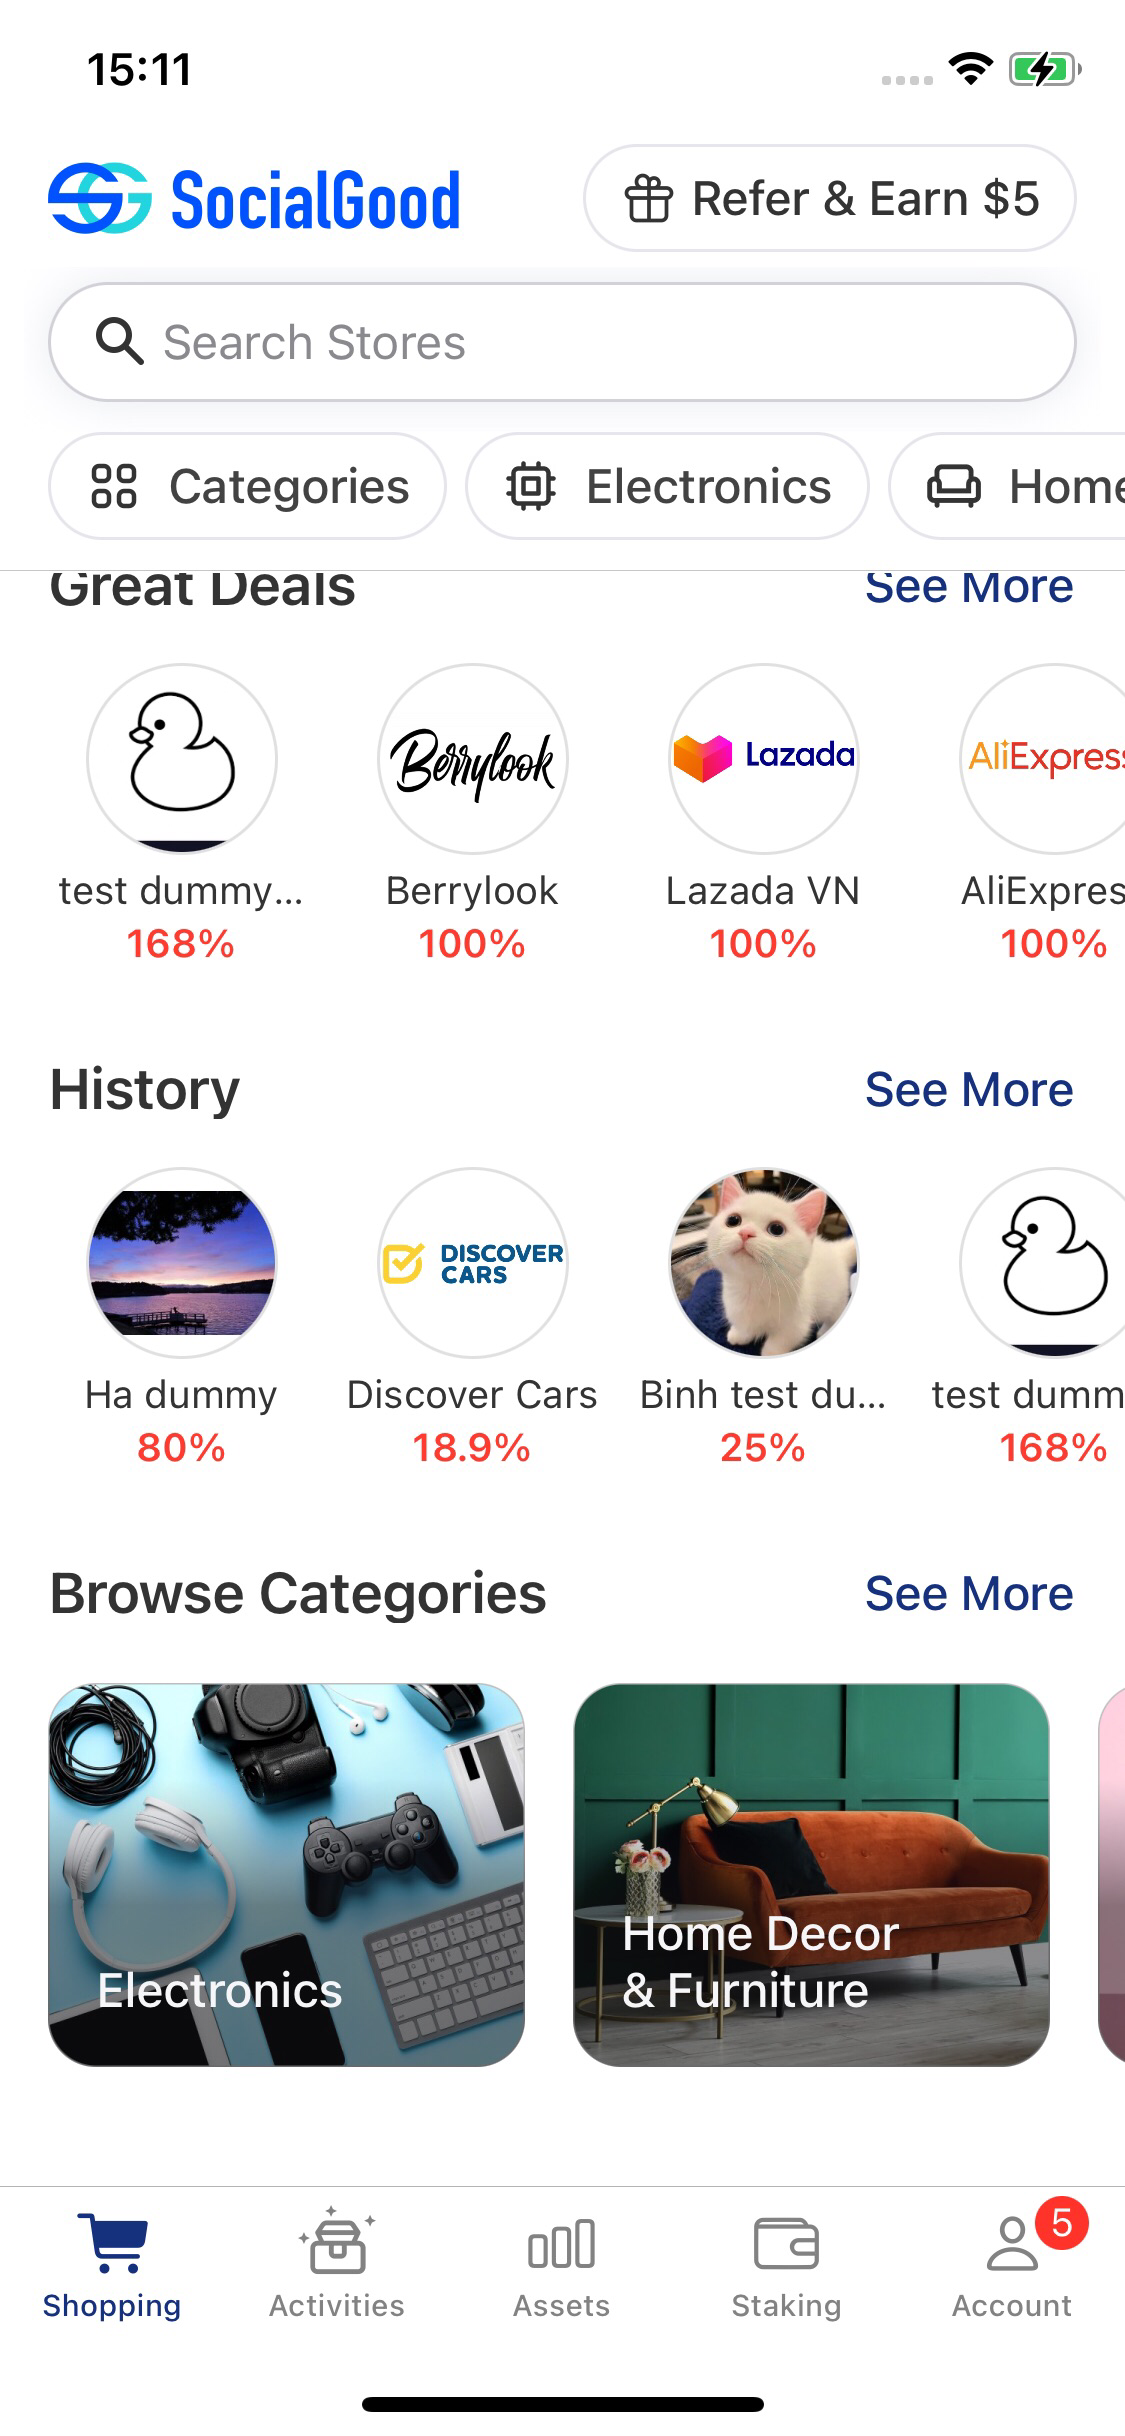 15:11
SocialGood
Refer & Earn $5
Search Stores
Categories
Electronics
Home
Great Deals
See More
Berrylook
Lazada
AliExpress
test dummy...
Berrylook
Lazada VN
AliExpres
168%
100%
100%
100%
History
See More
DISCOVER
CARS
Ha dummy
Discover Cars
Binh test du...
test dumm
80%
18.9%
25%
168%
Browse Categories
See More
Electronics
Home Decor
& Furniture
5
Shopping
Activities
Assets
Staking
Account